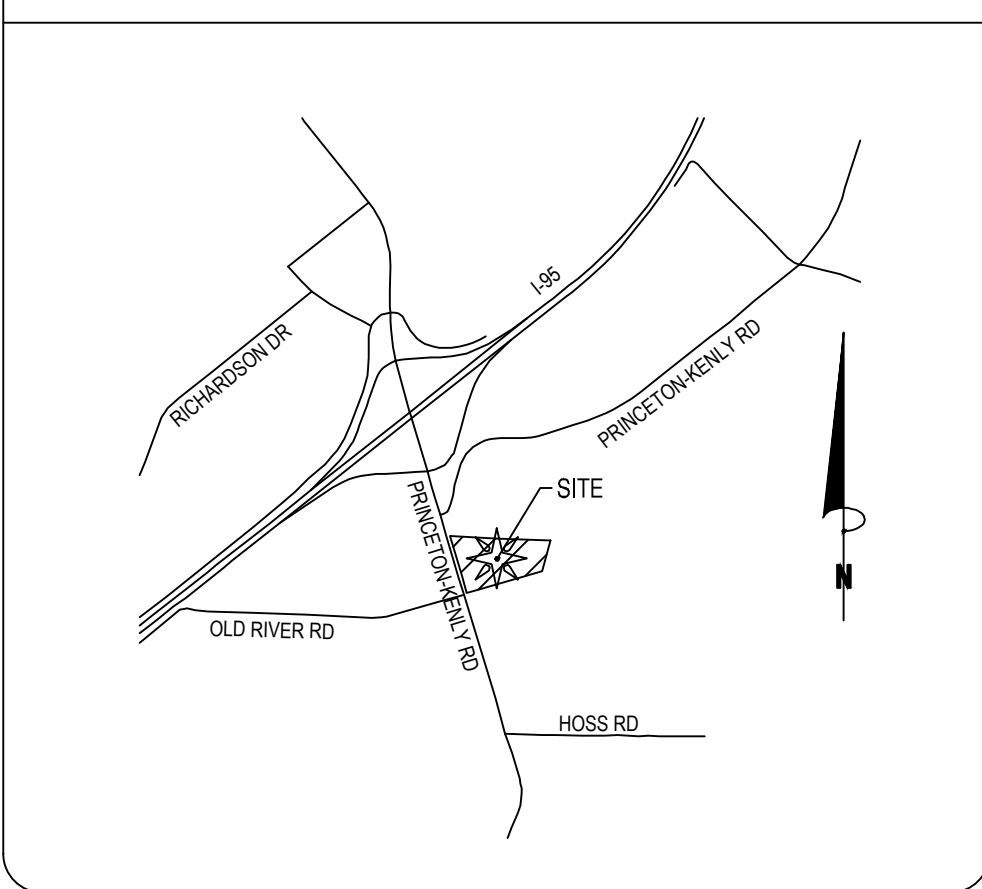 I-95
RICHARDSON DR
PRINCETON-KENLY RD
SITE
PRINCETON-KENLY RD
N
OLD RIVER RD
HOSS RD